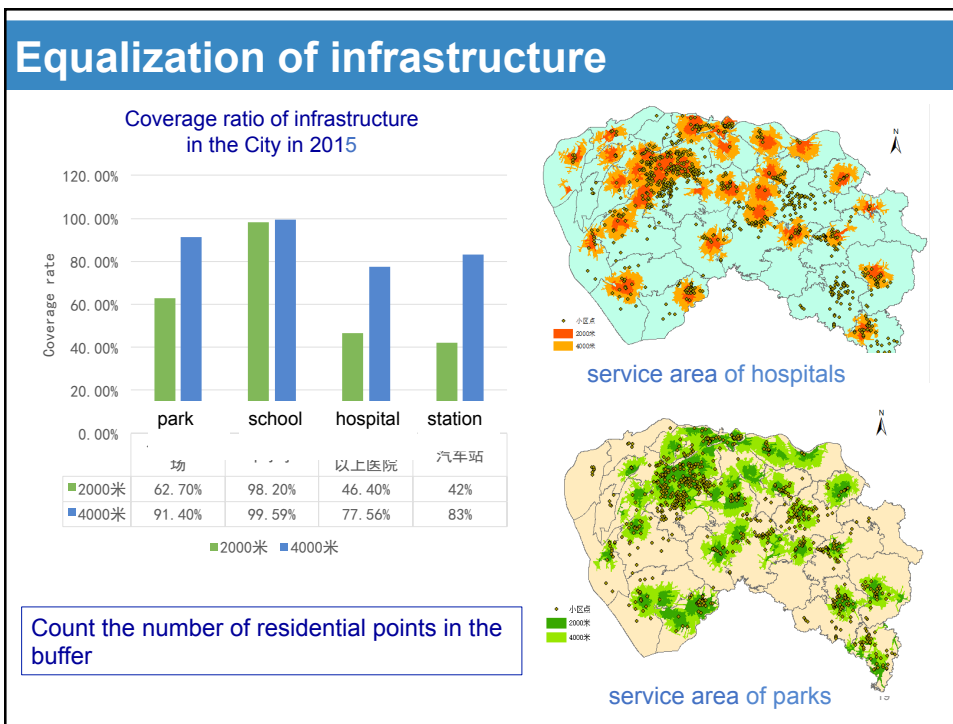 Equalization of infrastructure
Coverage ratio of infrastructure
in the City in 2015
120.00%
100.00%
80.00%
60.00%
40.00%
20.00%
0.00%
Coverage rate
park school hospital station
场 以上医院 汽车站
2000米 62.70% 98.20% 46.40% 42%
4000米 91.40% 99.59% 77.56% 83%
2000米 4000米
Count the number of residential points in the
buffer
N
小区点
2000米
4000米
service area of hospitals
N
小区点
2000米
4000米
service area of parks